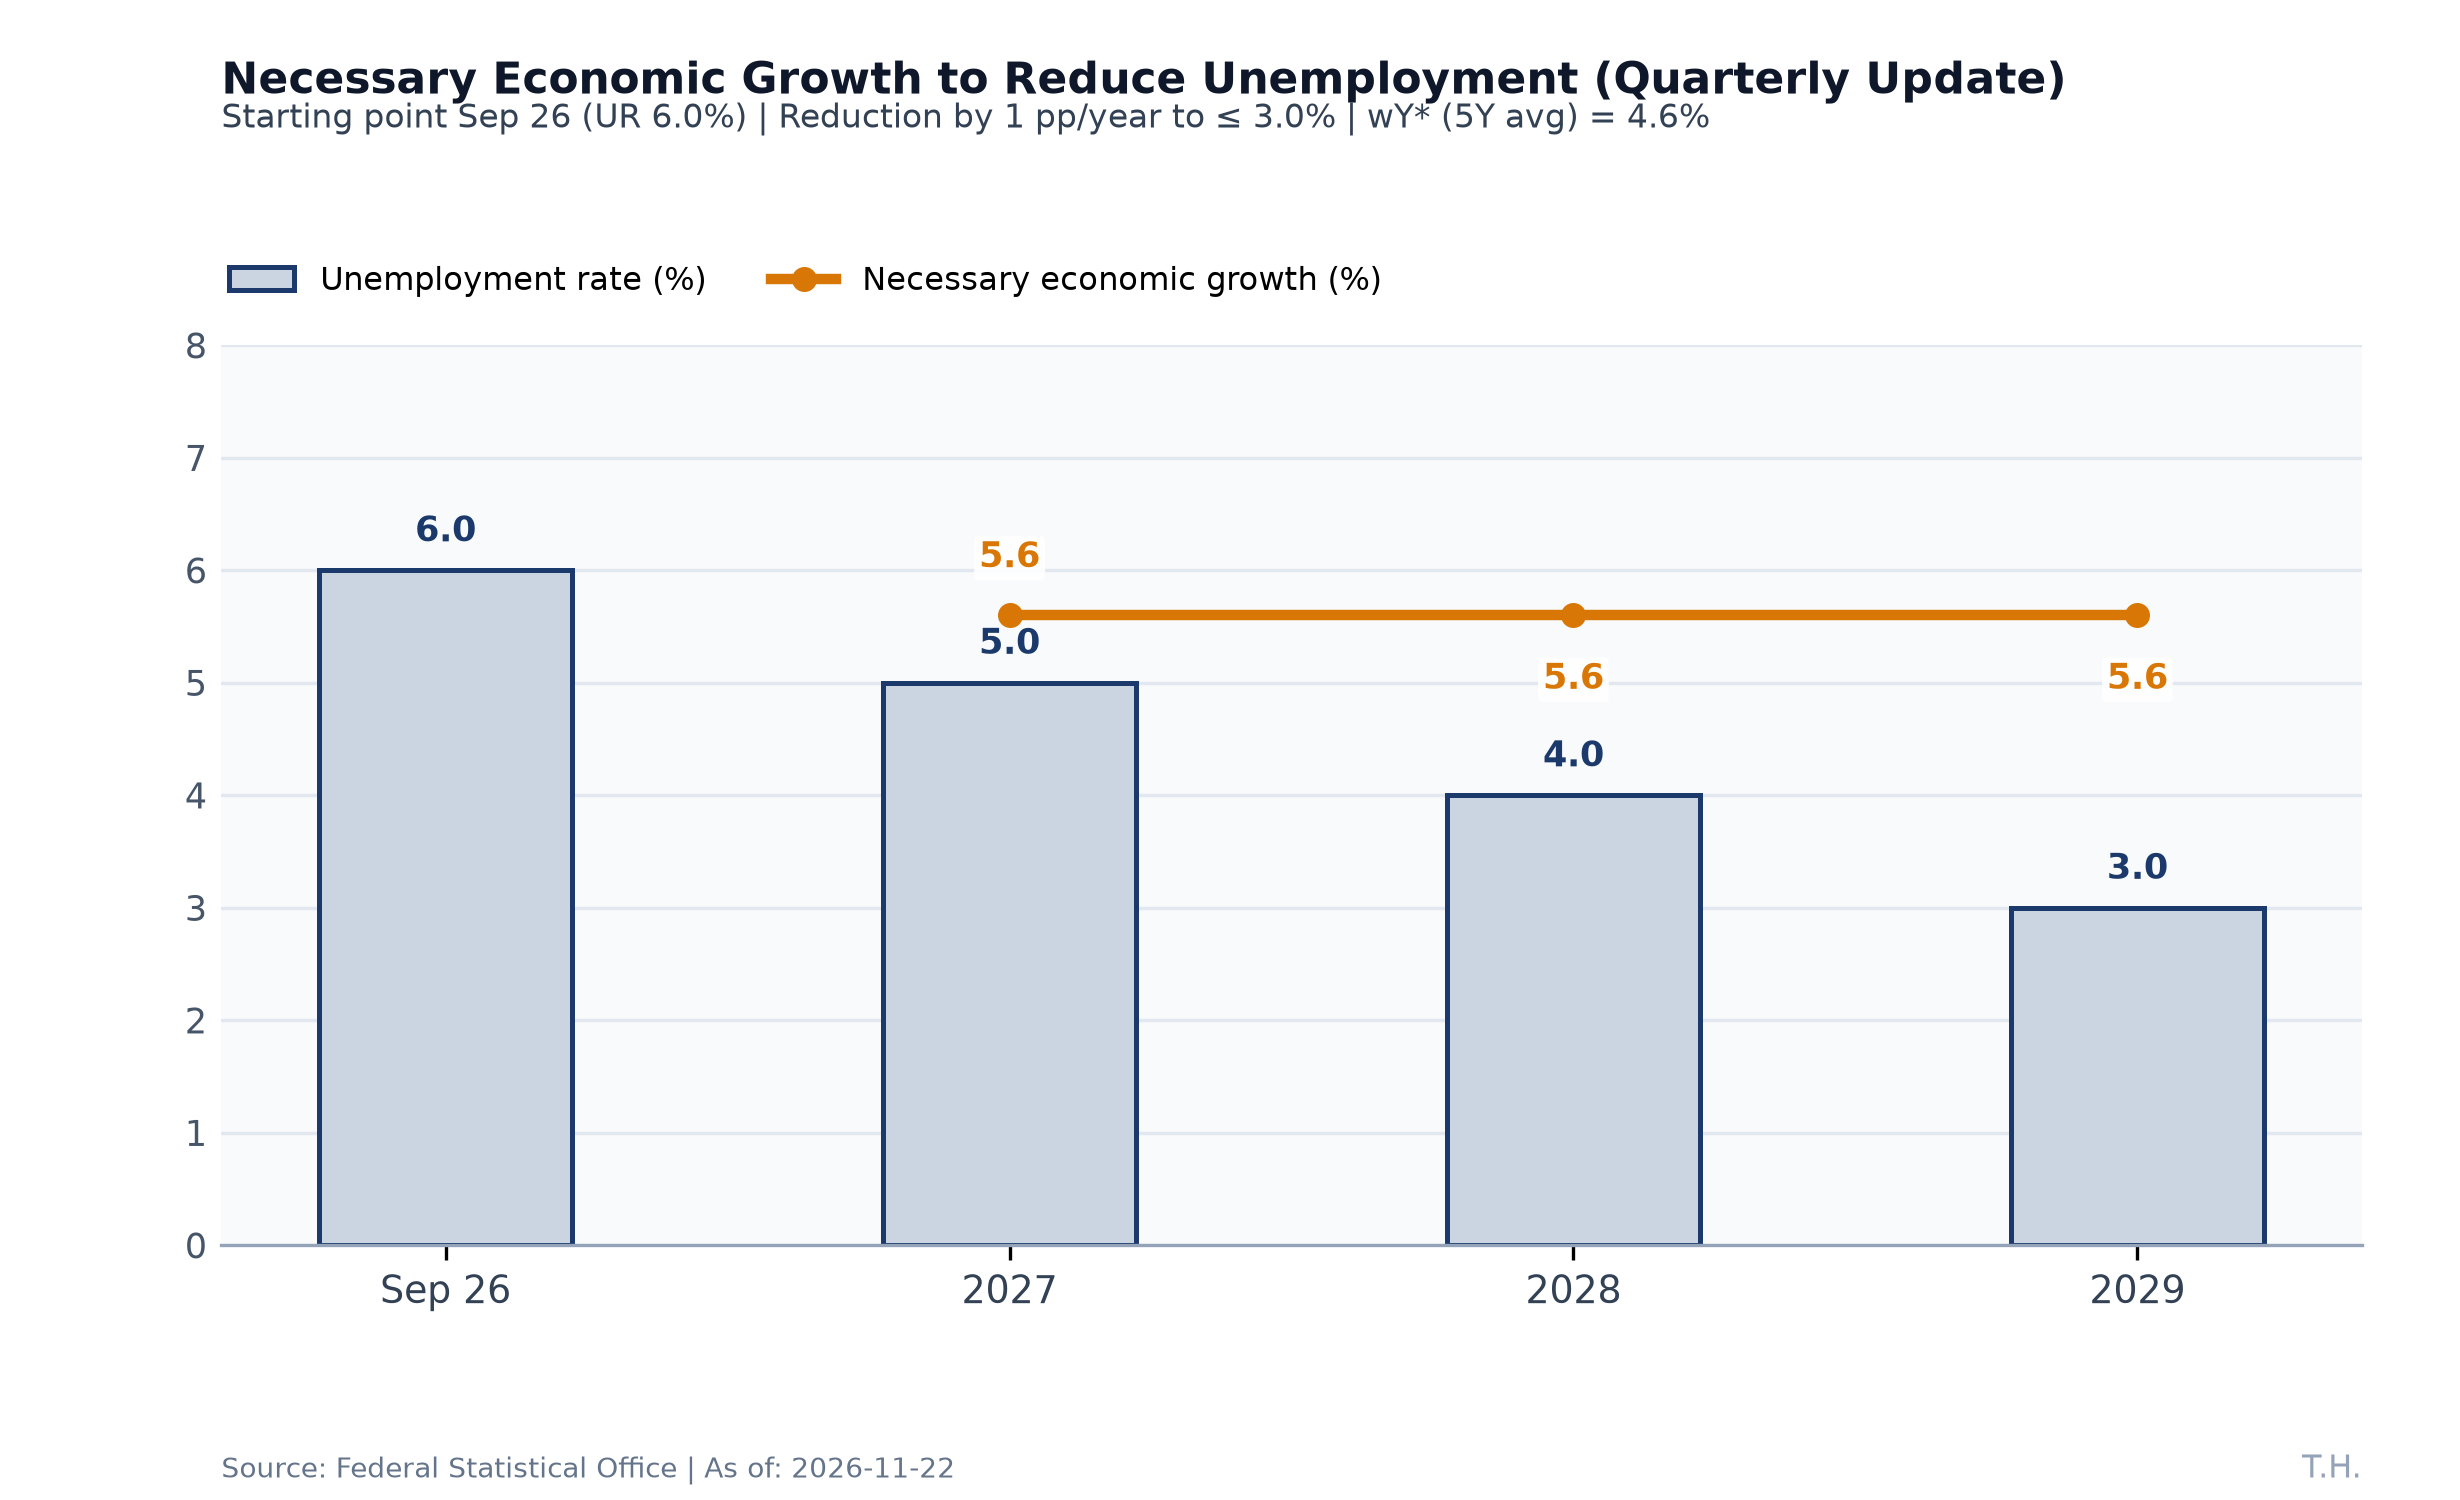 Necessary Economic Growth to Reduce Unemployment (Quarterly Update)
Starting point Sep 26 (UR 6.0%) | Reduction by 1 pp/year to ≤ 3.0% | wY* (5Y avg) = 4.6%
Unemployment rate (%)
Necessary economic growth (%)
8
7
6
5
4
3
2
1
0
6.0
5.6
5.0
5.6
4.0
5.6
3.0
Sep 26
2027
2028
2029
Source: Federal Statistical Office | As of: 2026-11-22
T.H.